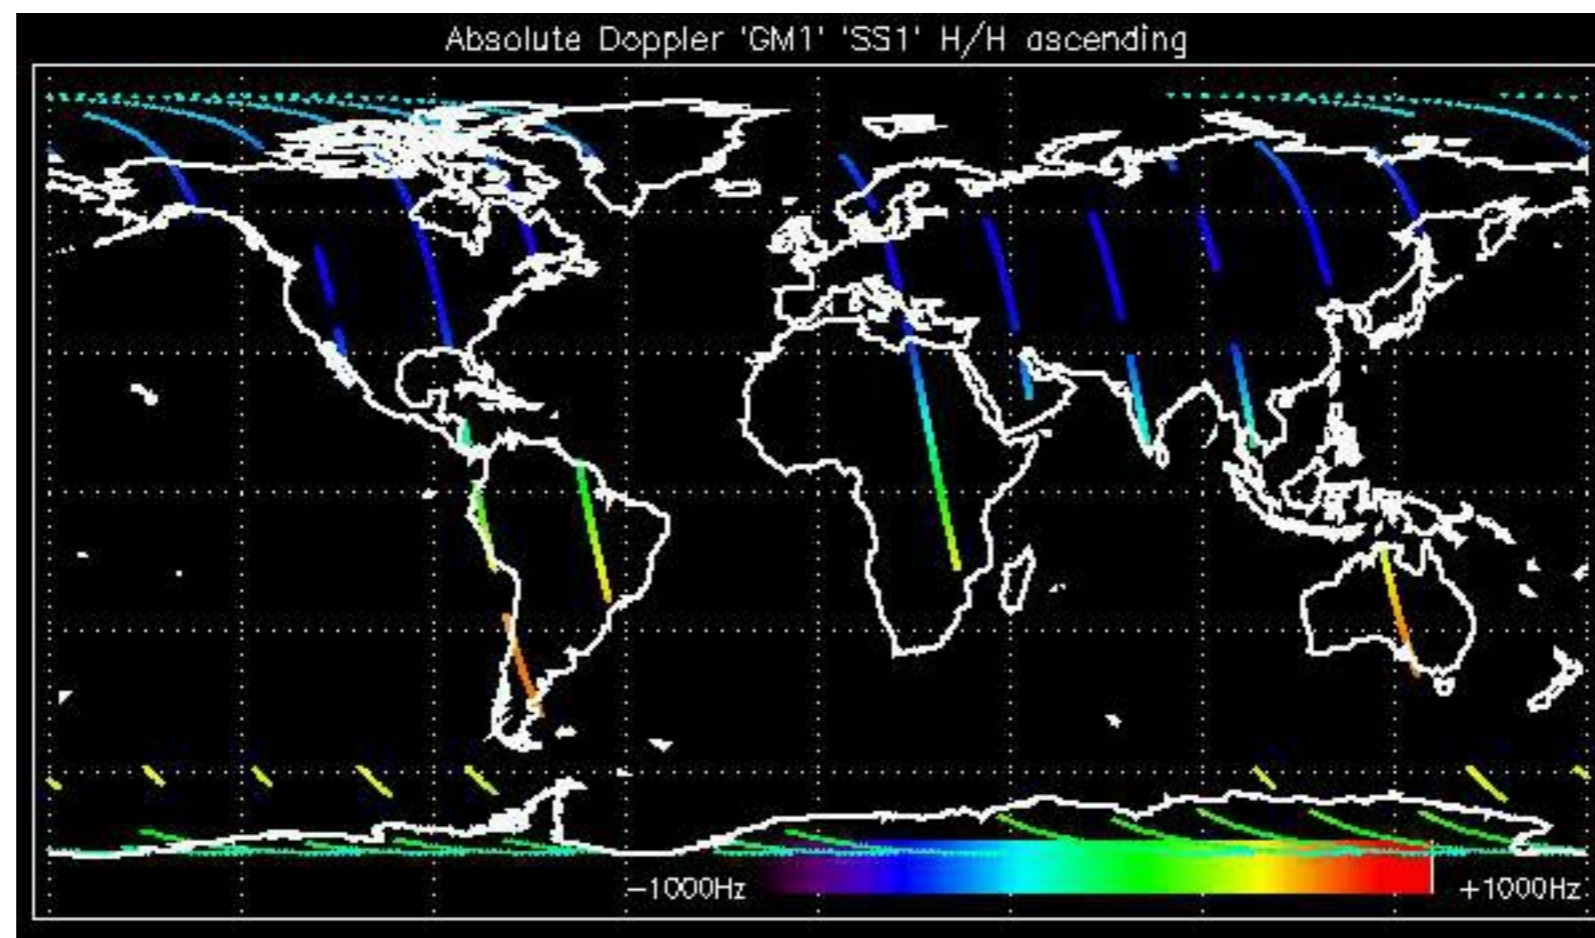 Absolute Doppler 'GM1' 'SS1' H/H ascending
−1000Hz
+1000Hz